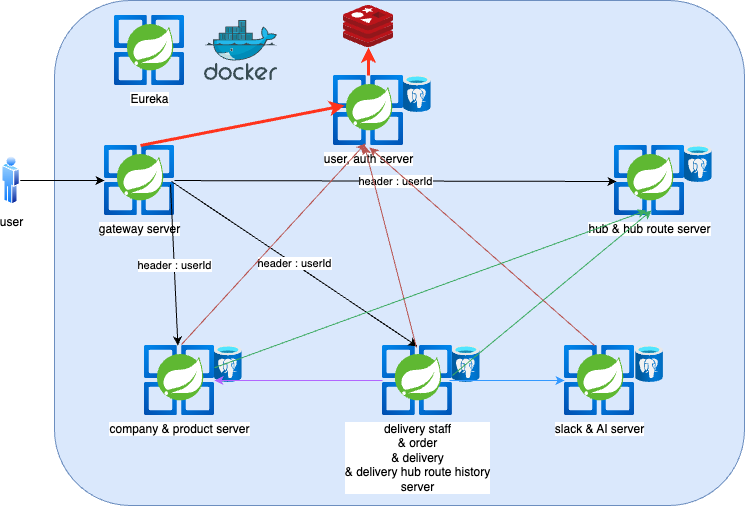 Eureka
docker
user, auth server
user
gateway server
header : userId
hub & hub route server
header : userId
header : userId
company & product server
delivery staff
& order
& delivery
& delivery hub route history
server
slack & AI server